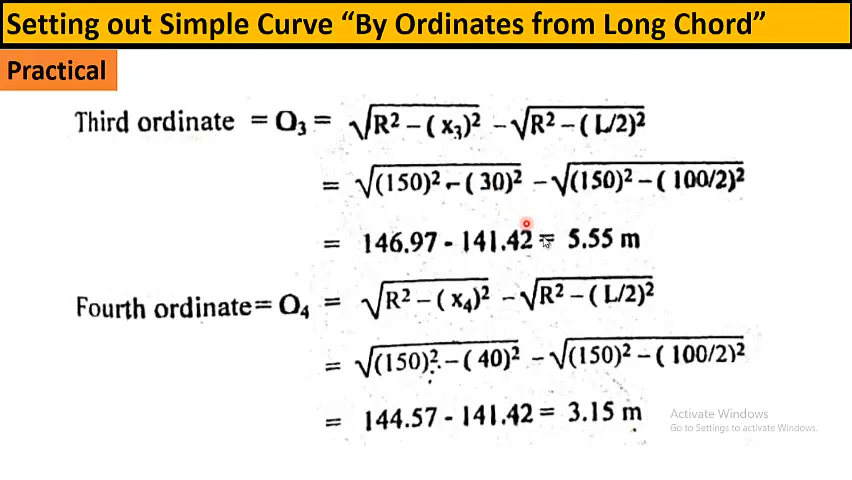 Setting out Simple Curve “By Ordinates from Long Chord”
Practical
Third ordinate = O₃ = √R² – ( x₃)² – √R² – ( L/2)²
= √(150)² – ( 30)² – √(150)² – ( 100/2)²
= 146.97 - 141.42 = 5.55 m
Fourth ordinate = O₄ = √R² – ( x₄)² – √R² – ( L/2)²
= √(150)² – ( 40)² – √(150)² – ( 100/2)²
= 144.57 - 141.42 = 3.15 m
Activate Windows
Go to Settings to activate Windows.